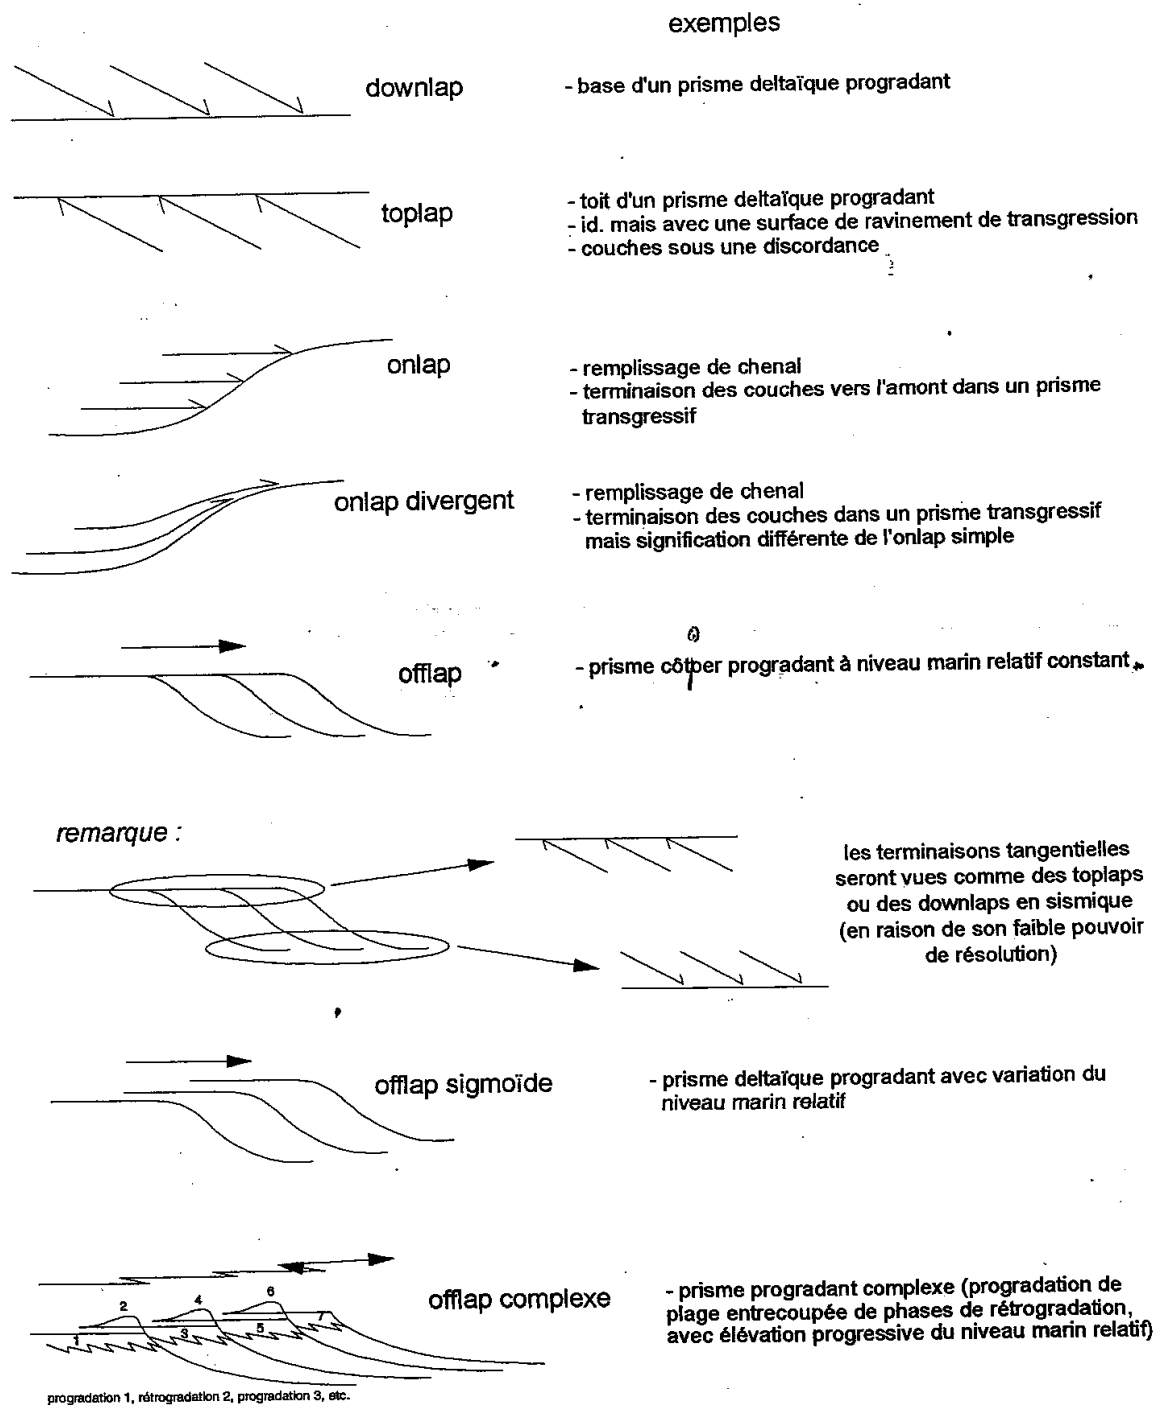 exemples
downlap
- base d'un prisme deltaïque progradant
toplap
- toit d'un prisme deltaïque progradant
- id. mais avec une surface de ravinement de transgression
- couches sous une discordance
onlap
- remplissage de chenal
- terminaison des couches vers l'amont dans un prisme
transgressif
onlap divergent
- remplissage de chenal
- terminaison des couches dans un prisme transgressif
mais signification différente de l'onlap simple
offlap
- prisme côtper progradant à niveau marin relatif constant
remarque :
les terminaisons tangentielles
seront vues comme des toplaps
ou des downlaps en sismique
(en raison de son faible pouvoir
de résolution)
offlap sigmoïde
- prisme deltaïque progradant avec variation du
niveau marin relatif
offlap complexe
- prisme progradant complexe (progradation de
plage entrecoupée de phases de rétrogradation,
avec élévation progressive du niveau marin relatif)
2
4
6
1
3
5
7
progradation 1, rétrogradation 2, progradation 3, etc.